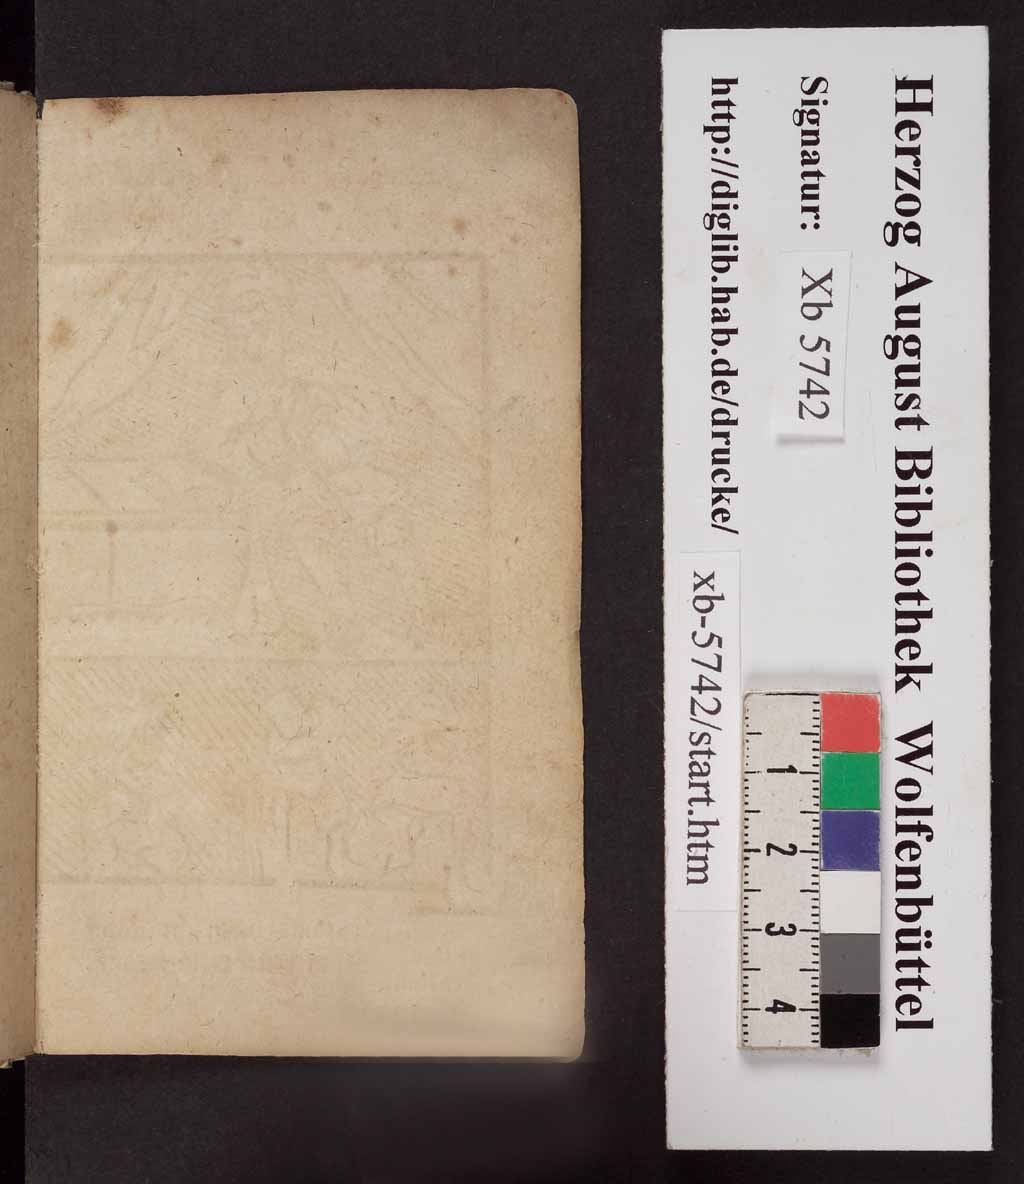 Herzog August Bibliothek Wolfenbüttel
Signatur: Xb 5742
http://diglib.hab.de/drucke/ xb-5742/start.htm
1 2 3 4